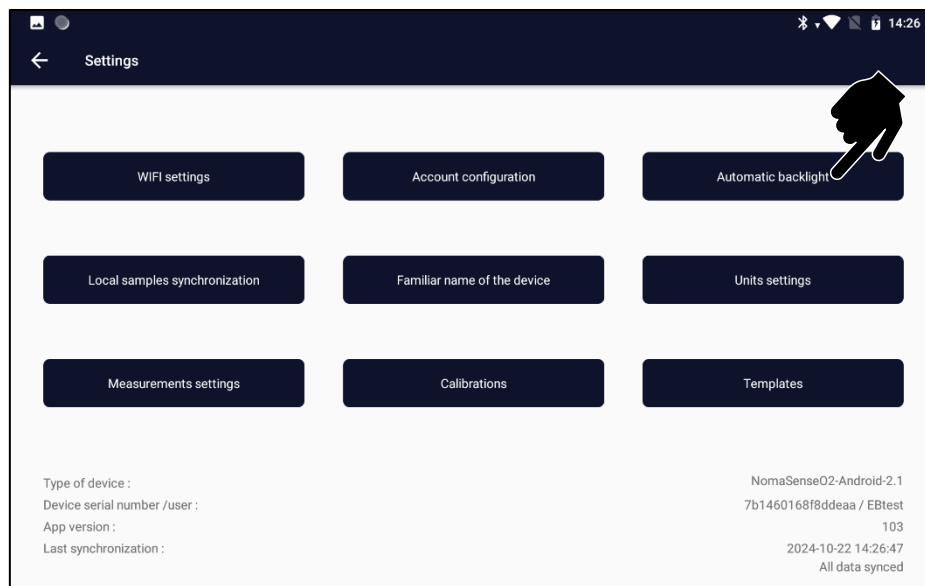 14:26
Settings
WIFI settings
Account configuration
Automatic backlight
Local samples synchronization
Familiar name of the device
Units settings
Measurements settings
Calibrations
Templates
Type of device : NomaSenseO2-Android-2.1
Device serial number /user : 7b1460168f8ddeaa / EBtest
App version : 103
Last synchronization : 2024-10-22 14:26:47
All data synced